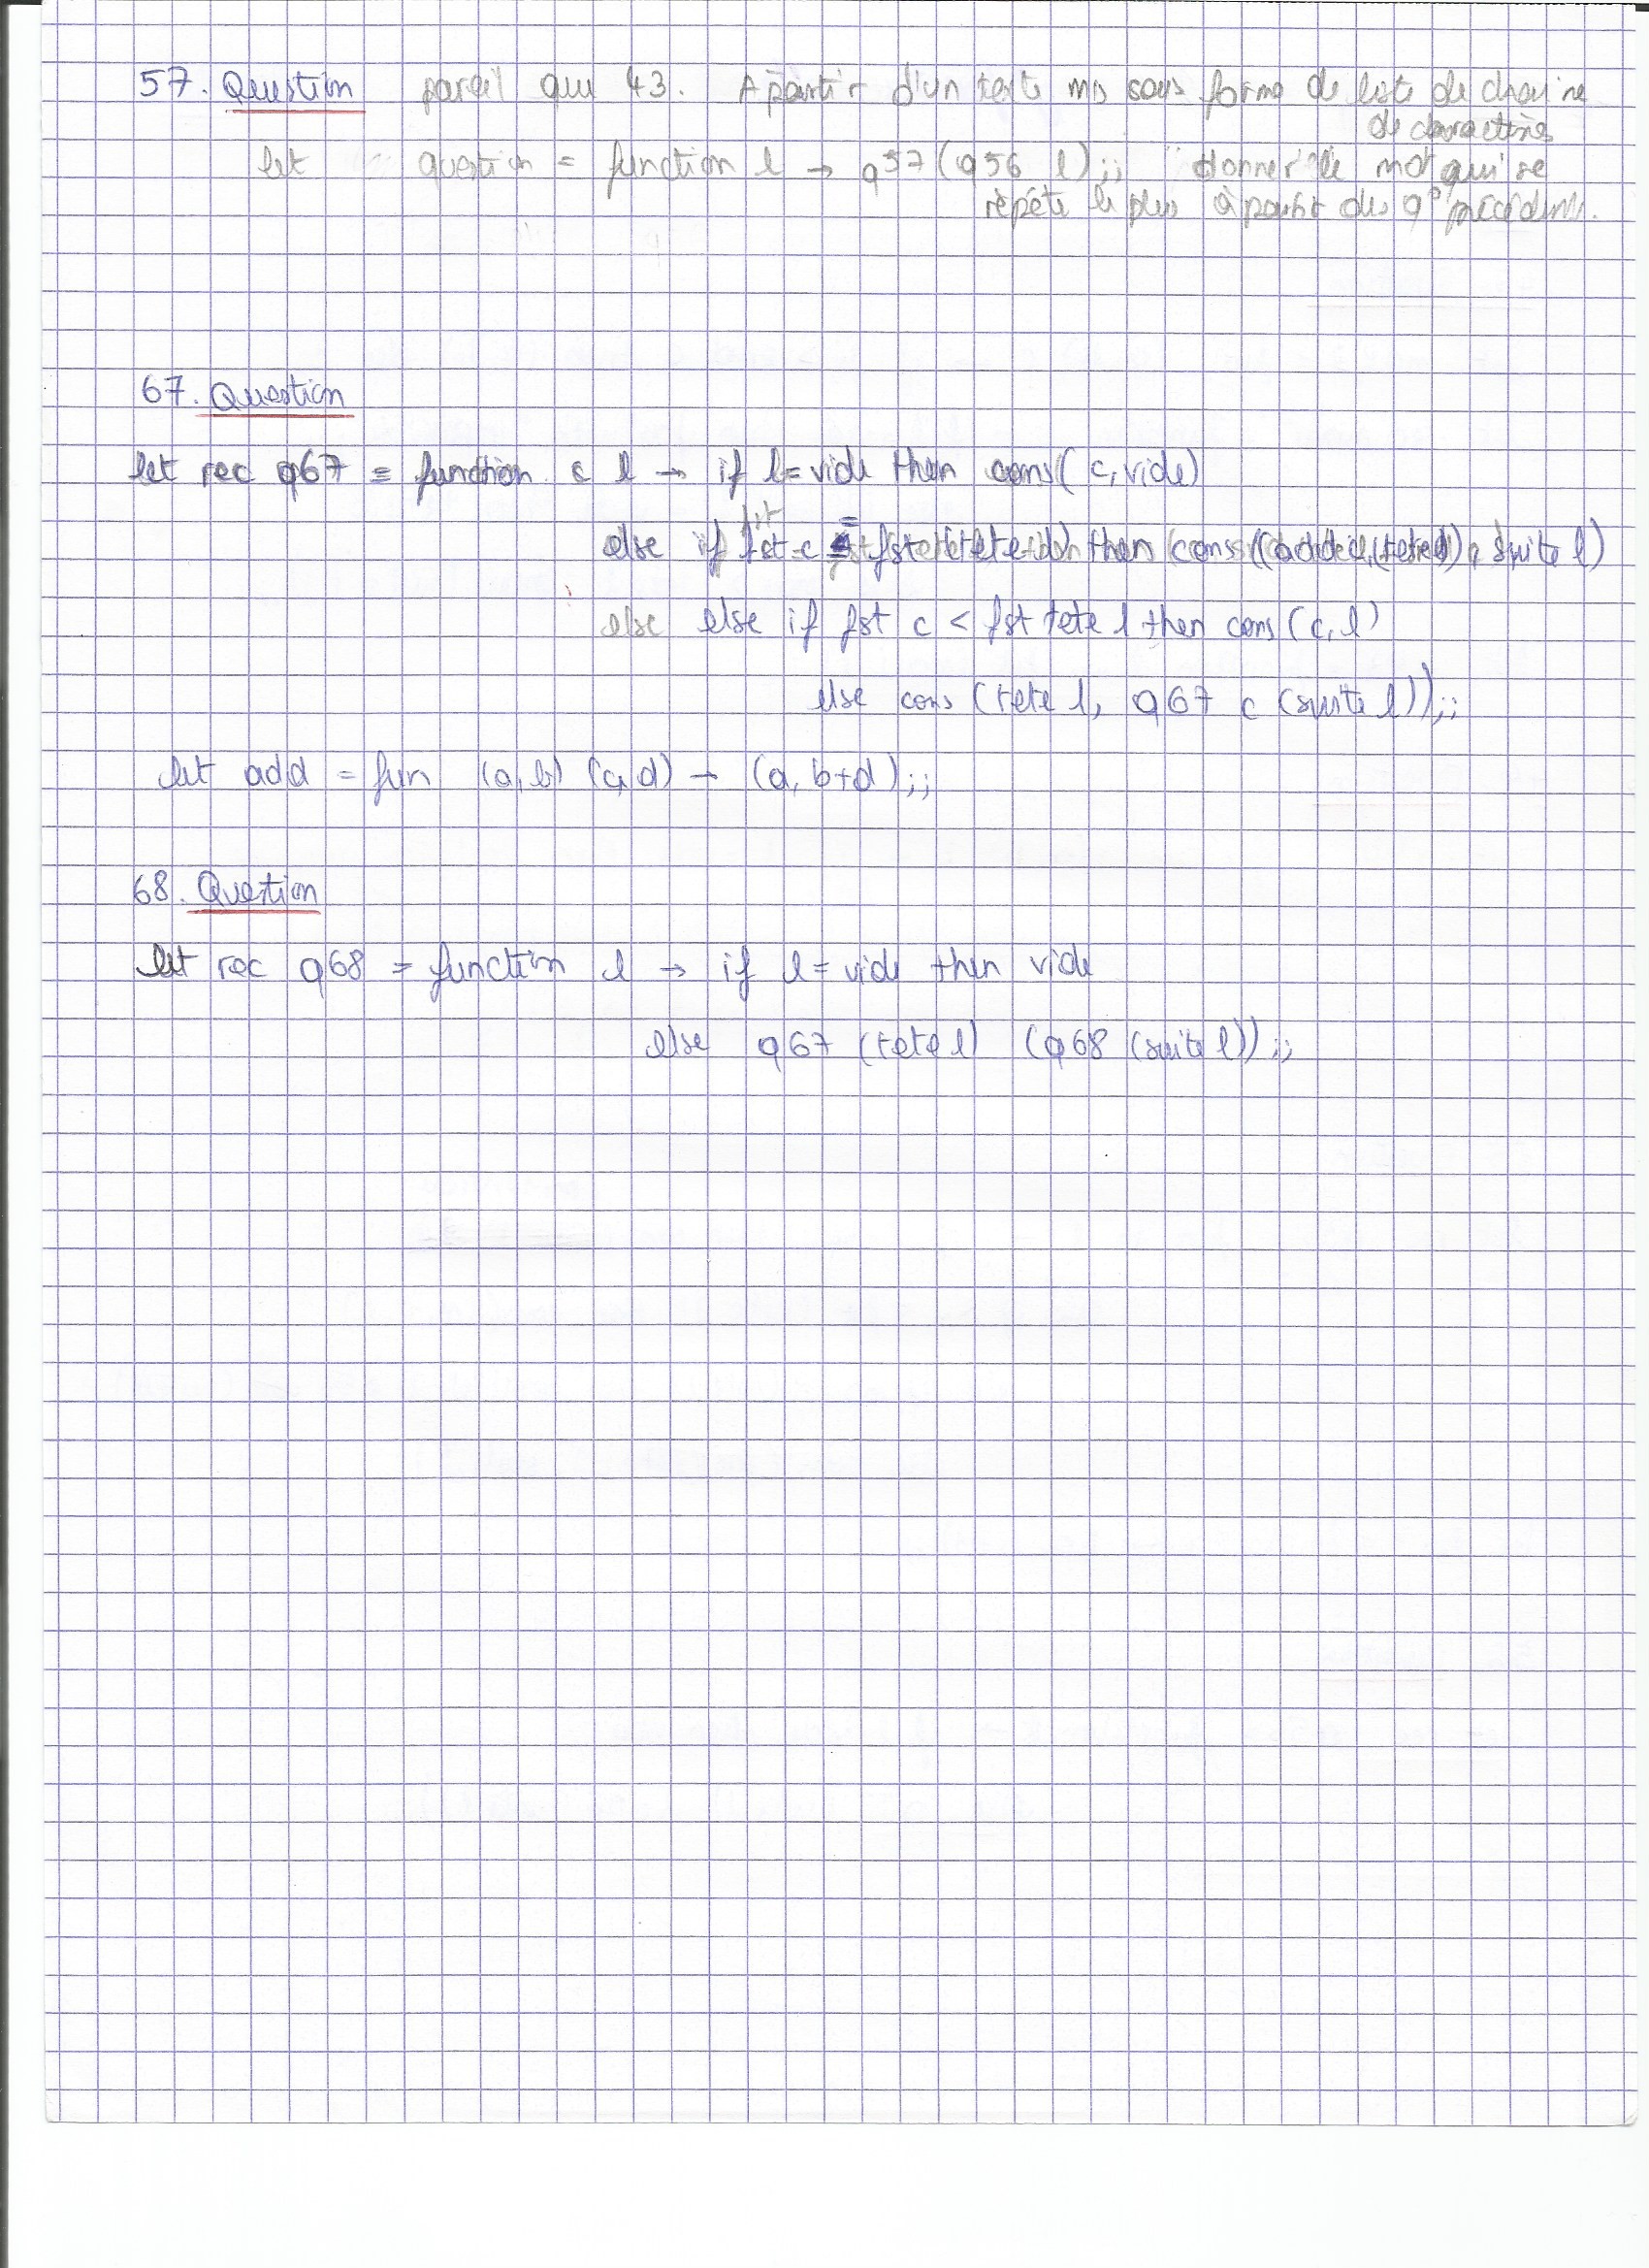 57. Question pareil que 43. A partir d'un texte mis sous forme de liste de chaine
de caractères
let question = function l → q57 (q56 l);; donner le mot qui se
répète le plus à partir des q° précédents.
67. Question
let rec q67 = function c l → if l = vide then cons( c, vide)
else if fst c = fst tete l then cons ((add c (tete l)), suite l)
else else if fst c < fst tete l then cons (c, l)
else cons (tete l, q67 c (suite l));;
let add = fun (a, b) (c, d) → (a, b+d);;
68. Question
let rec q68 = function l → if l = vide then vide
else q67 (tete l) (q68 (suite l));;